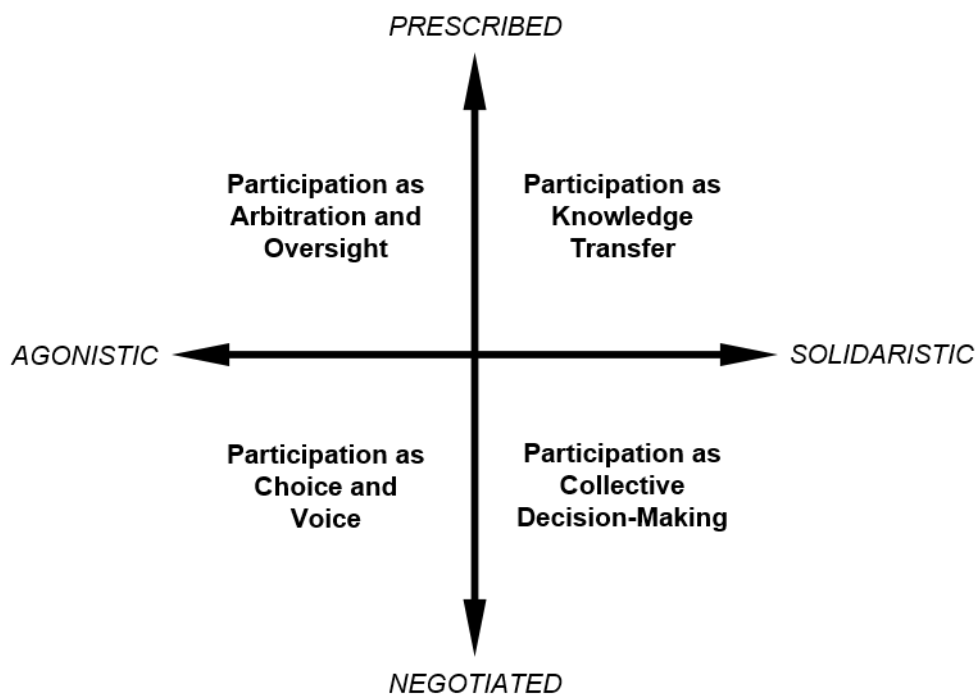 PRESCRIBED
Participation as
Arbitration and
Oversight
Participation as
Knowledge
Transfer
AGONISTIC
SOLIDARISTIC
Participation as
Choice and
Voice
Participation as
Collective
Decision-Making
NEGOTIATED